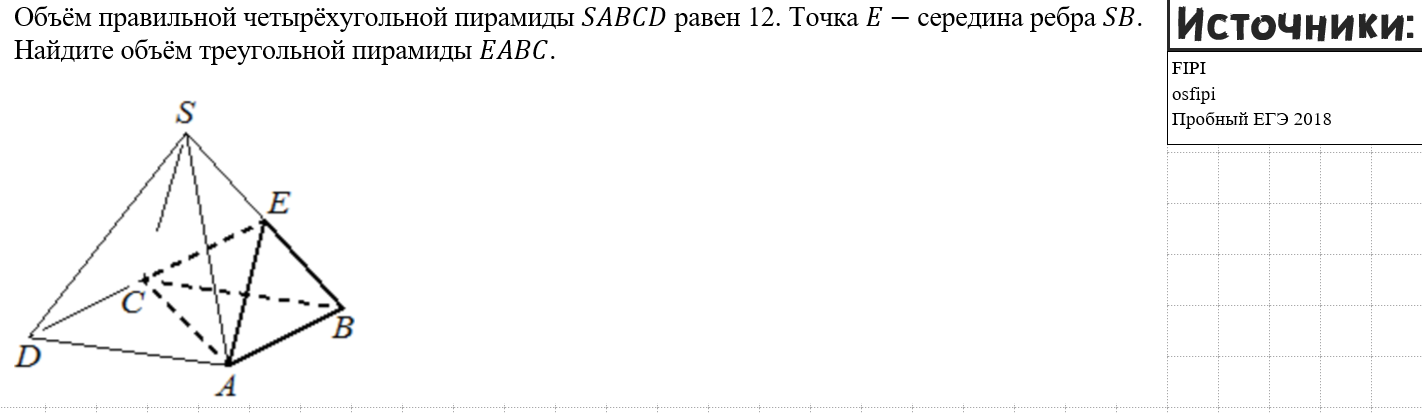 Объём правильной четырёхугольной пирамиды SABCD равен 12. Точка E − середина ребра SB.
Найдите объём треугольной пирамиды EABC.
Источники:
FIPI
osfipi
Пробный ЕГЭ 2018
S
E
C
B
D
A